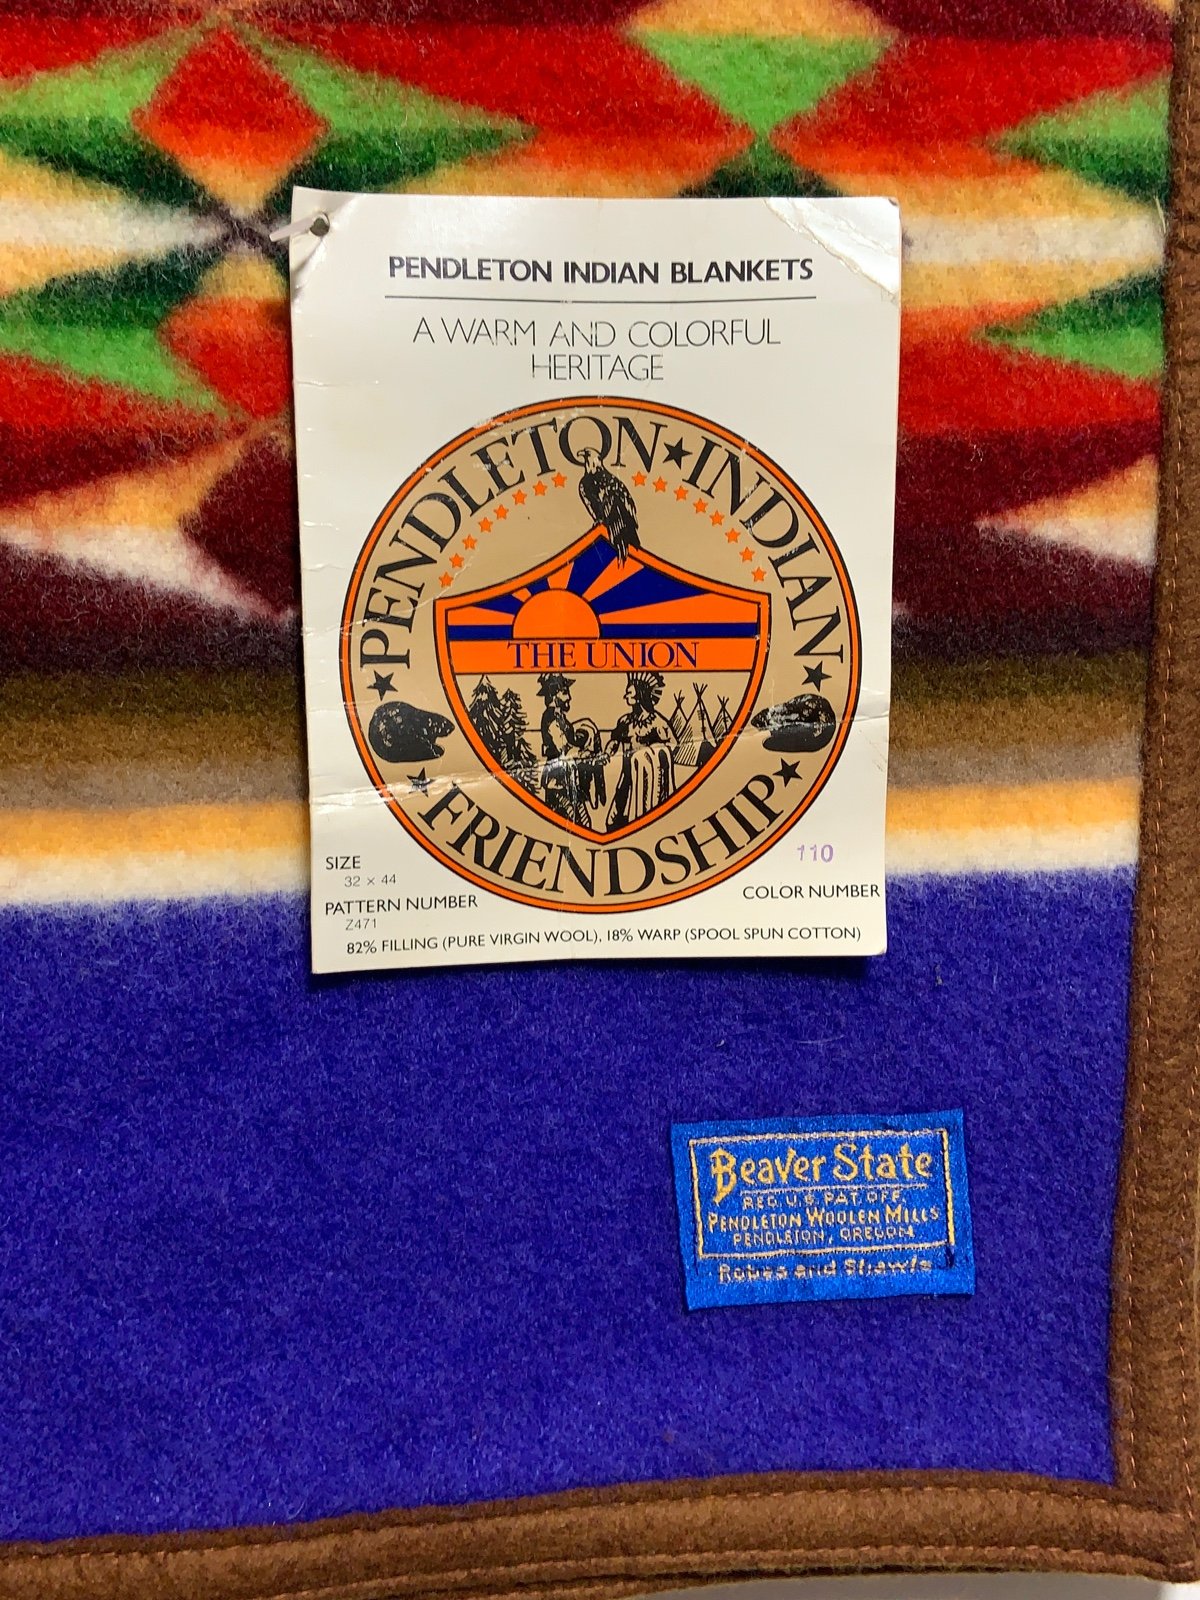 PENDLETON INDIAN BLANKETS
A WARM AND COLORFUL
HERITAGE
PENDLETON ★ INDIAN
THE UNION
FRIENDSHIP
SIZE
32 × 44
110
COLOR NUMBER
PATTERN NUMBER
Z471
82% FILLING (PURE VIRGIN WOOL), 18% WARP (SPOOL SPUN COTTON)
Beaver State
REG. U.S. PAT. OFF.
PENDLETON WOOLEN MILLS
PENDLETON, OREGON
Robes and Shawls